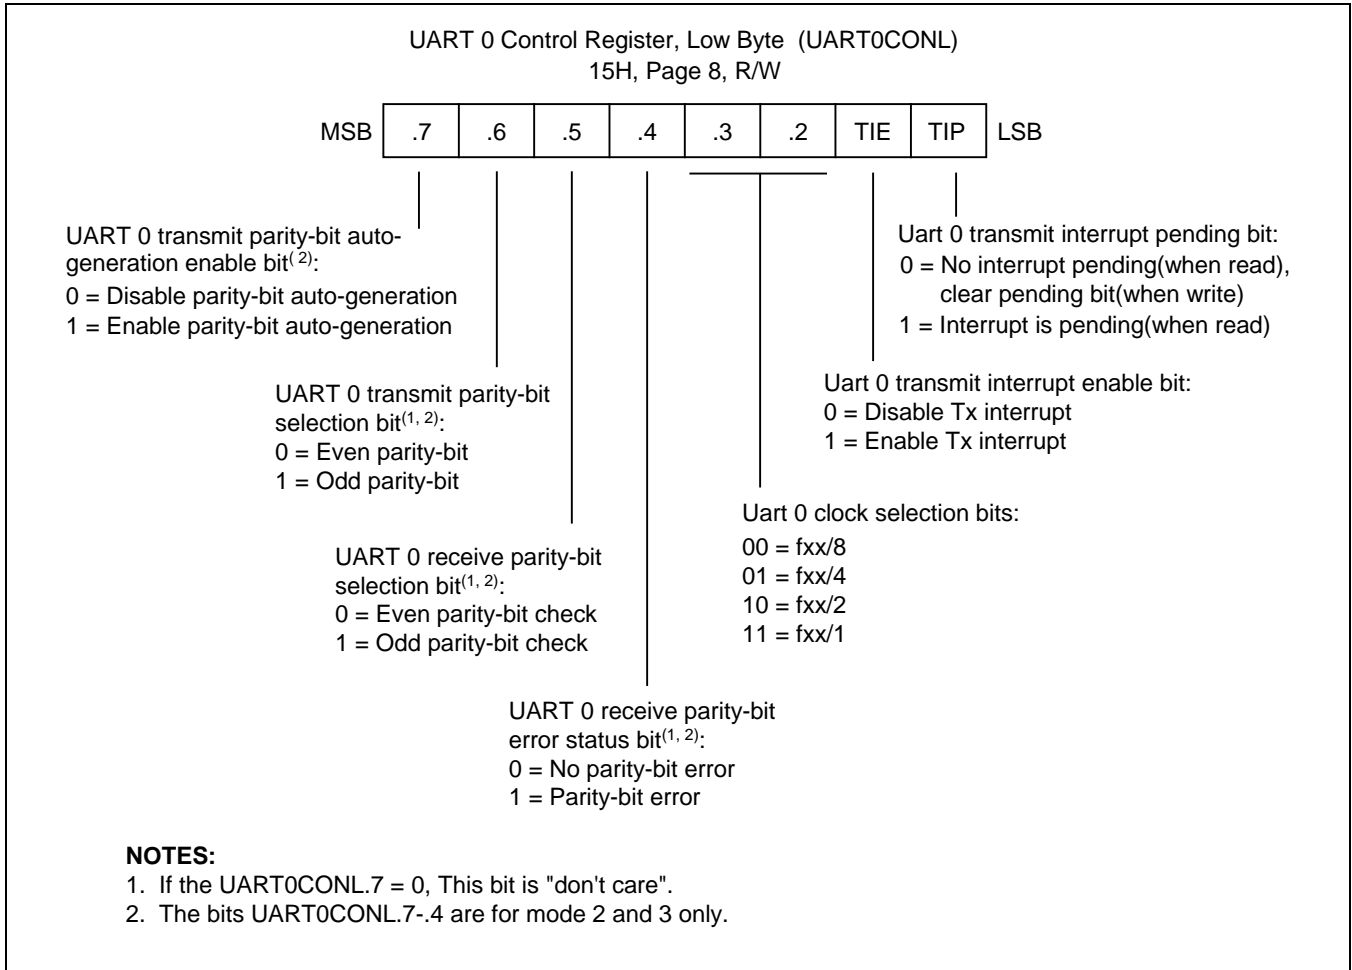 UART 0 Control Register, Low Byte (UART0CONL)
15H, Page 8, R/W
MSB .7 .6 .5 .4 .3 .2 TIE TIP LSB
UART 0 transmit parity-bit auto-
generation enable bit( 2):
0 = Disable parity-bit auto-generation
1 = Enable parity-bit auto-generation
Uart 0 transmit interrupt pending bit:
0 = No interrupt pending(when read),
clear pending bit(when write)
1 = Interrupt is pending(when read)
UART 0 transmit parity-bit
selection bit(1, 2):
0 = Even parity-bit
1 = Odd parity-bit
Uart 0 transmit interrupt enable bit:
0 = Disable Tx interrupt
1 = Enable Tx interrupt
UART 0 receive parity-bit
selection bit(1, 2):
0 = Even parity-bit check
1 = Odd parity-bit check
Uart 0 clock selection bits:
00 = fxx/8
01 = fxx/4
10 = fxx/2
11 = fxx/1
UART 0 receive parity-bit
error status bit(1, 2):
0 = No parity-bit error
1 = Parity-bit error
NOTES:
1. If the UART0CONL.7 = 0, This bit is "don't care".
2. The bits UART0CONL.7-.4 are for mode 2 and 3 only.